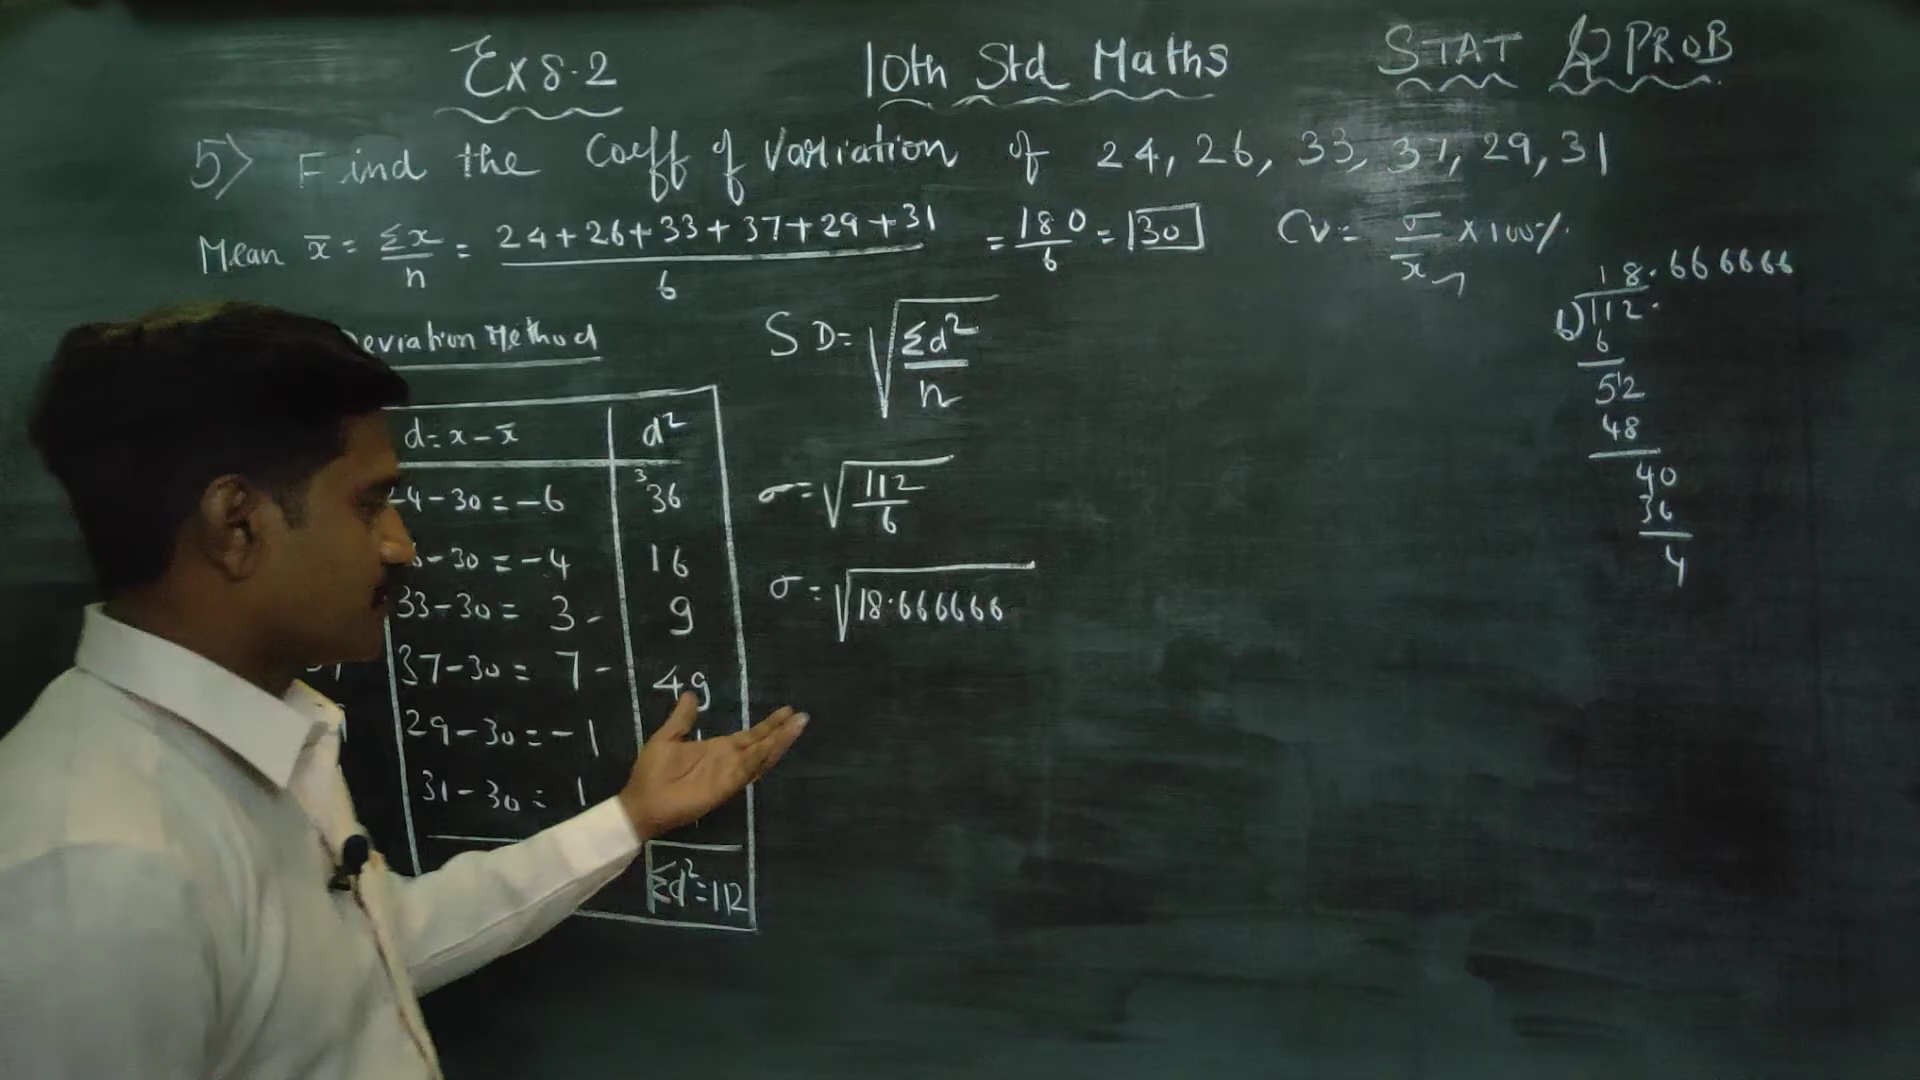 Ex 8.2 10th Std Maths STAT & PROB
5) Find the Coeff of Variation of 24, 26, 33, 37, 29, 31
Mean x̄ = Σx/n = 24+26+33+37+29+31/6 = 180/6 = 30 CV = σ/x̄ × 100%
eviation Method
d = x - x̄ d²
4-30 = -6 36
-30 = -4 16
33-30 = 3 - 9
37-30 = 7 - 49
29-30 = -1
31-30 = 1
Σd² = 112
SD = √Σd²/n
σ = √112/6
σ = √18.666666
18.666666
6)112.
6
52
48
40
36
4